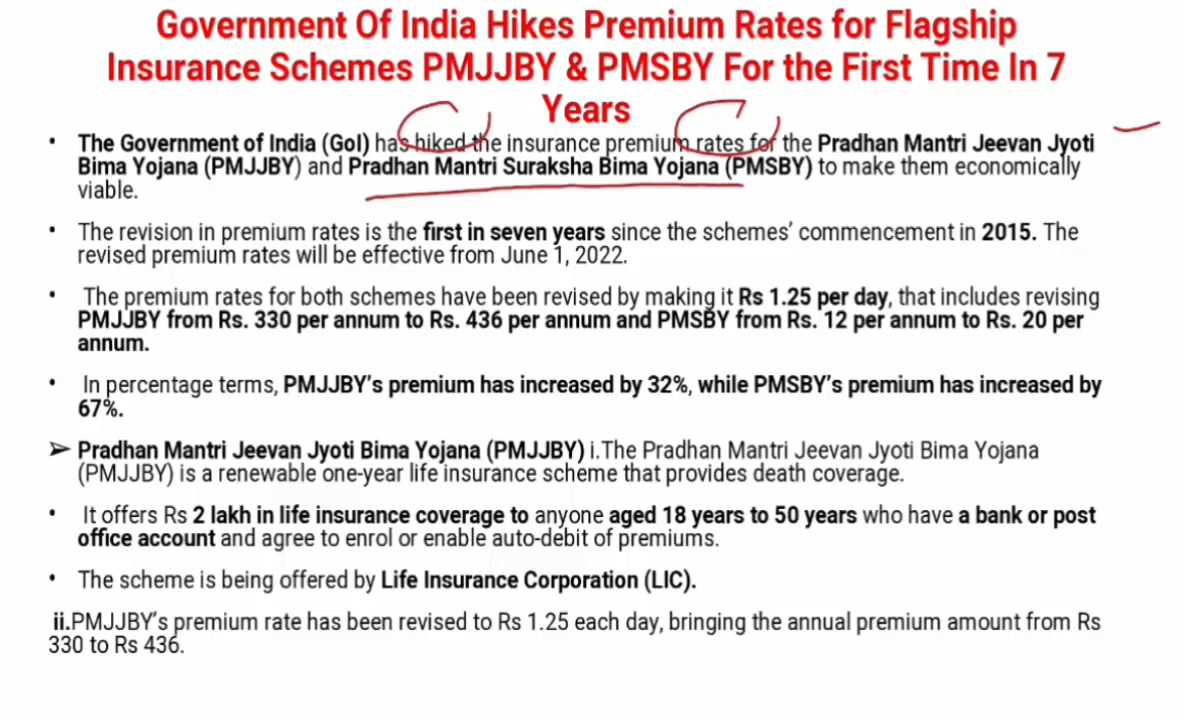 Government Of India Hikes Premium Rates for Flagship
Insurance Schemes PMJJBY & PMSBY For the First Time In 7
Years
• The Government of India (GoI) has hiked the insurance premium rates for the Pradhan Mantri Jeevan Jyoti
Bima Yojana (PMJJBY) and Pradhan Mantri Suraksha Bima Yojana (PMSBY) to make them economically
viable.
• The revision in premium rates is the first in seven years since the schemes’ commencement in 2015. The
revised premium rates will be effective from June 1, 2022.
• The premium rates for both schemes have been revised by making it Rs 1.25 per day, that includes revising
PMJJBY from Rs. 330 per annum to Rs. 436 per annum and PMSBY from Rs. 12 per annum to Rs. 20 per
annum.
• In percentage terms, PMJJBY’s premium has increased by 32%, while PMSBY’s premium has increased by
67%.
➢ Pradhan Mantri Jeevan Jyoti Bima Yojana (PMJJBY) i.The Pradhan Mantri Jeevan Jyoti Bima Yojana
(PMJJBY) is a renewable one-year life insurance scheme that provides death coverage.
• It offers Rs 2 lakh in life insurance coverage to anyone aged 18 years to 50 years who have a bank or post
office account and agree to enrol or enable auto-debit of premiums.
• The scheme is being offered by Life Insurance Corporation (LIC).
ii.PMJJBY’s premium rate has been revised to Rs 1.25 each day, bringing the annual premium amount from Rs
330 to Rs 436.